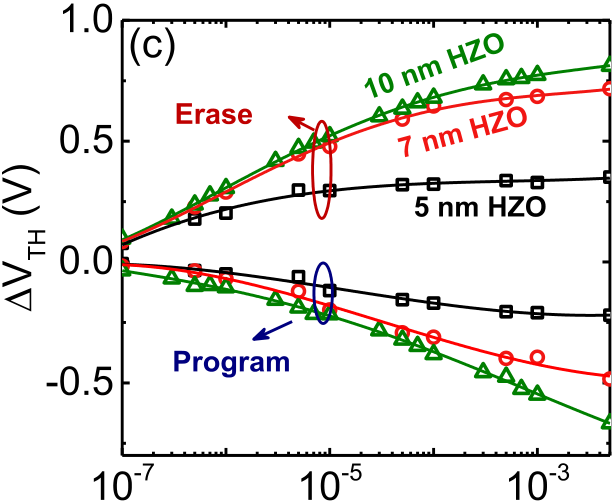 1.0
(c)
10 nm HZO
Erase
7 nm HZO
0.5
5 nm HZO
ΔV_TH (V)
0.0
Program
-0.5
10^-7
10^-5
10^-3